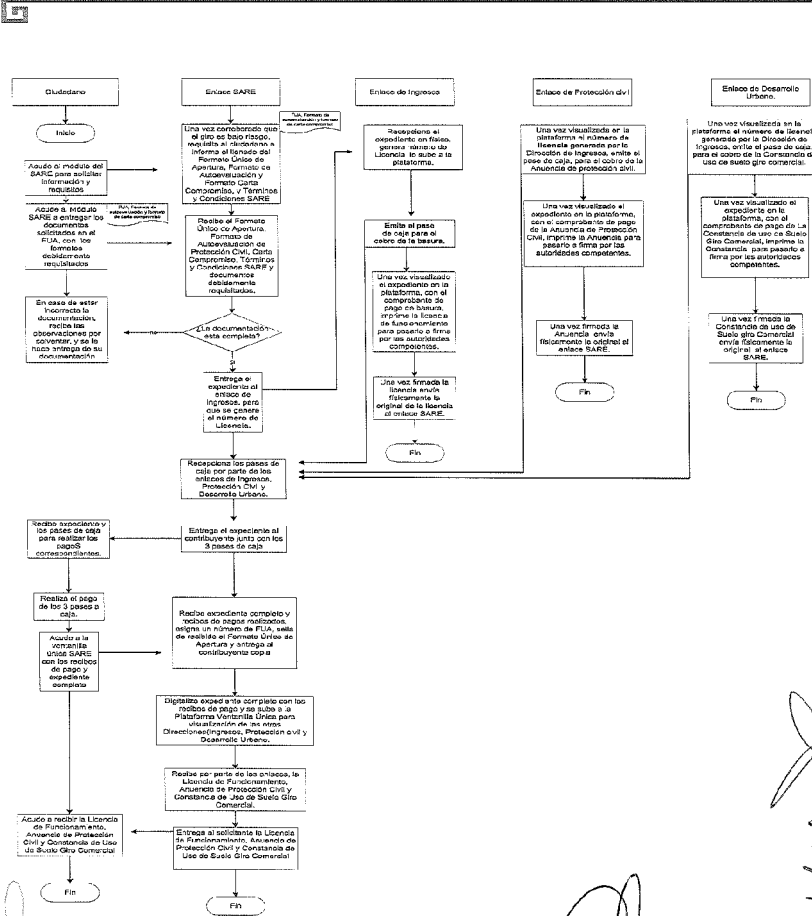 Ciudadano
Inicio
Acude al módulo del
SARE para solicitar
información y
requisitos
Acude al Módulo
SARE a entregar los
documentos
solicitados en el
FUA, con los
formatos
debidamente
requisitados
FUA, Formato de
autoevaluación y formato
de carta compromiso
En caso de estar
incorrecta la
documentación,
recibe las
observaciones por
solventar, y se le
hace entrega de su
documentación
Recibe expediente y
los pases de caja
para realizar los
pagos
correspondientes.
Realiza el pago
de los 3 pases a
caja.
Acude a la
ventanilla
única SARE
con los recibos
de pago y
expediente
completo
Acude a recibir la Licencia
de Funcionamiento,
Anuencia de Protección
Civil y Constancia de Uso
de Suelo Giro Comercial
Fin
Enlace SARE
FUA, Formato de
autoevaluación y formato
de carta compromiso
Una vez corroborado que
el giro es bajo riesgo,
requisita al ciudadano e
informa el llenado del
Formato Único de
Apertura, Formato de
Autoevaluación y
Formato Carta
Compromiso, y Términos
y Condiciones SARE
Recibe el Formato
Único de Apertura,
Formato de
Autoevaluación de
Protección Civil, Carta
Compromiso, Términos
y Condiciones SARE y
documentos
debidamente
requisitados.
¿La documentación
esta completa?
no
si
Entrega el
expediente al
enlace de
ingresos, para
que se genere
el número de
Licencia.
Recepciona los pases de
caja por parte de los
enlaces de Ingresos,
Protección Civil y
Desarrollo Urbano.
Entrega el expediente al
contribuyente junto con los
3 pases de caja
Recibe expediente completo y
recibos de pagos realizados,
asigna un número de FUA, sella
de recibido el Formato Único de
Apertura y entrega al
contribuyente copia
Digitaliza expediente completo con los
recibos de pago y se sube a la
Plataforma Ventanilla Única para
visualización de las otras
Direcciones(Ingresos, Protección civil y
Desarrollo Urbano.
Recibe por parte de los enlaces, la
Licencia de Funcionamiento,
Anuencia de Protección Civil y
Constancia de Uso de Suelo Giro
Comercial.
Entrega al solicitante la Licencia
de Funcionamiento, Anuencia de
Protección Civil y Constancia de
Uso de Suelo Giro Comercial
Fin
Enlace de Ingresos
Recepciona el
expediente en físico,
genera número de
Licencia, lo sube a la
plataforma.
Emite el pase
de caja para el
cobro de la basura.
Una vez visualizado
el expediente en la
plataforma, con el
comprobante de
pago de basura,
imprime la licencia
de funcionamiento
para pasarlo a firma
por las autoridades
competentes.
Una vez firmada la
licencia envía
físicamente la
original de la licencia
al enlace SARE.
Fin
Enlace de Protección civil
Una vez visualizada en la
plataforma el número de
licencia generada por la
Dirección de Ingresos, emite el
pase de caja, para el cobro de la
Anuencia de protección civil.
Una vez visualizado el
expediente en la plataforma,
con el comprobante de pago
de la Anuencia de Protección
Civil, imprime la Anuencia para
pasarlo a firma por las
autoridades competentes.
Una vez firmada la
Anuencia envía
físicamente la original al
enlace SARE.
Fin
Enlace de Desarrollo
Urbano.
Una vez visualizada en la
plataforma el número de licencia
generada por la Dirección de
Ingresos, emite el pase de caja,
para el cobro de la Constancia de
uso de suelo giro comercial.
Una vez visualizado el
expediente en la
plataforma, con el
comprobante de pago de La
Constancia de uso de Suelo
Giro Comercial, imprime la
Constancia para pasarlo a
firma por las autoridades
competentes.
Una vez firmada la
Constancia de uso de
Suelo giro Comercial
envía físicamente la
original al enlace
SARE.
Fin